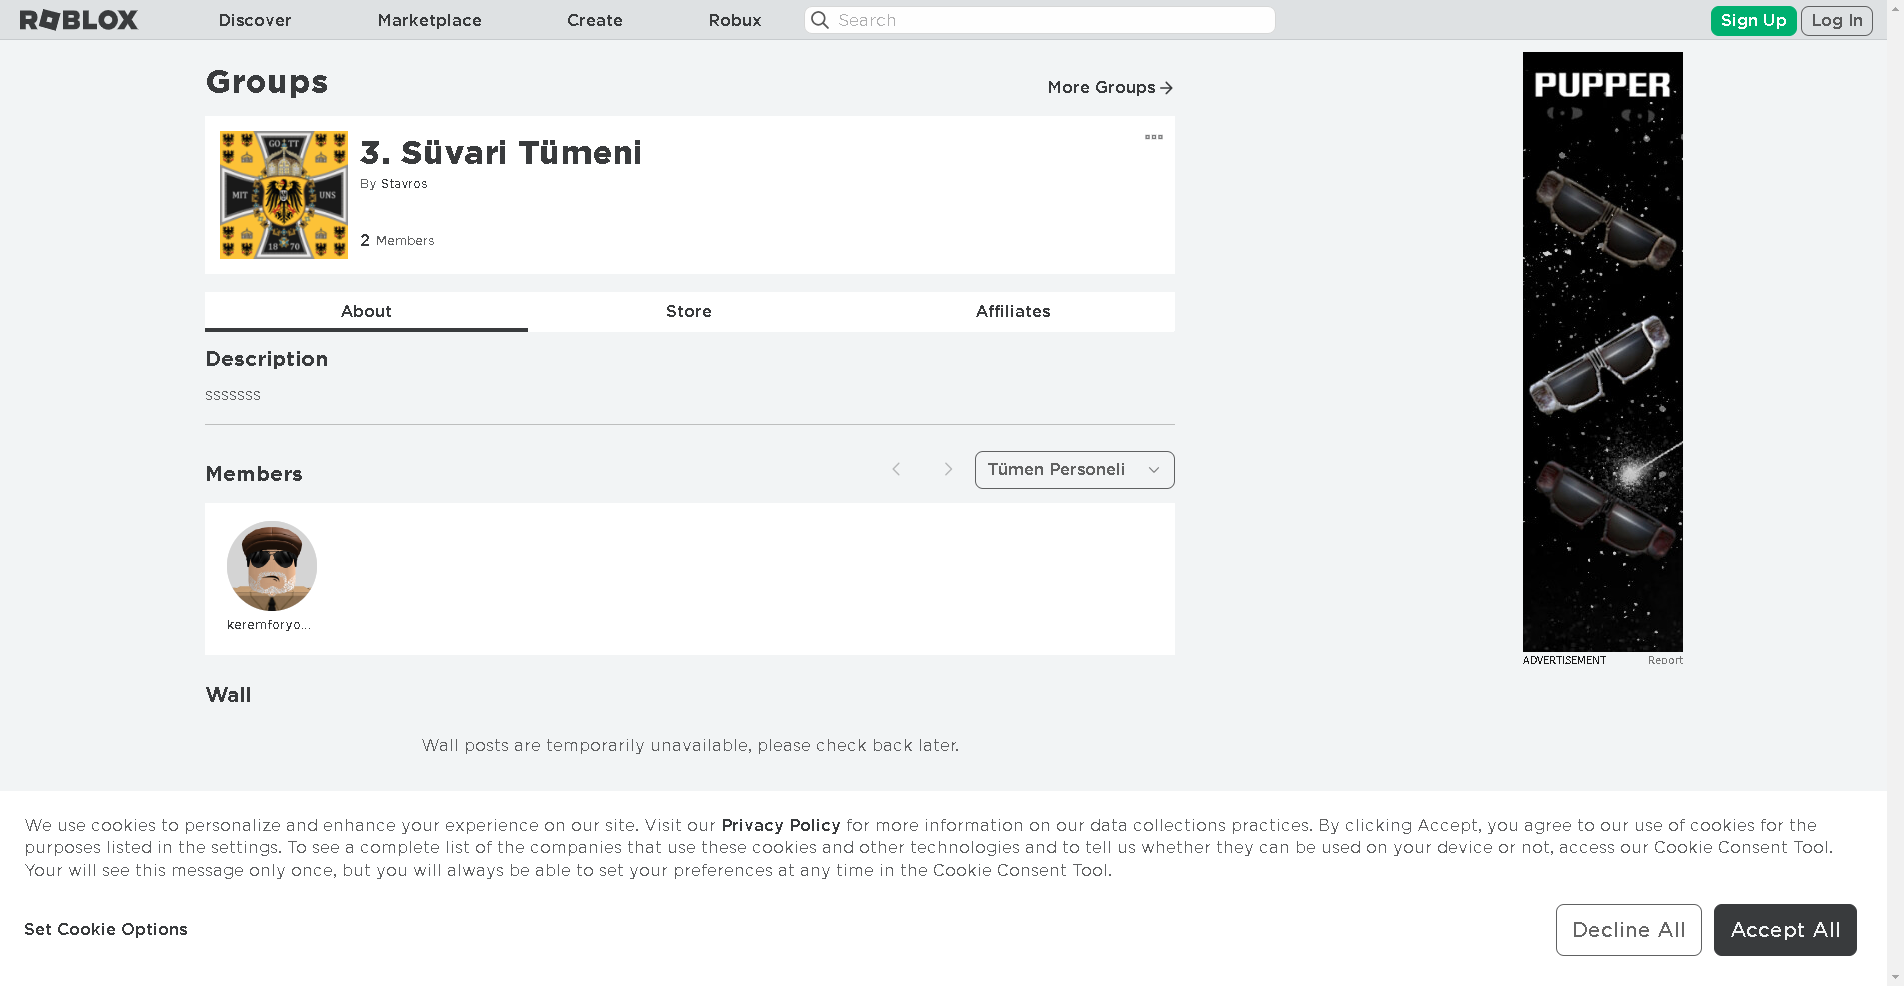 ROBLOX Discover Marketplace Create Robux Search Sign Up Log In
Groups
More Groups
3. Süvari Tümeni
By Stavros
2 Members
GOTT
MIT UNS
18 70
About Store Affiliates
Description
sssssss
Members
Tümen Personeli
keremforyo...
Wall
Wall posts are temporarily unavailable, please check back later.
PUPPER
ADVERTISEMENT Report
We use cookies to personalize and enhance your experience on our site. Visit our Privacy Policy for more information on our data collections practices. By clicking Accept, you agree to our use of cookies for the
purposes listed in the settings. To see a complete list of the companies that use these cookies and other technologies and to tell us whether they can be used on your device or not, access our Cookie Consent Tool.
Your will see this message only once, but you will always be able to set your preferences at any time in the Cookie Consent Tool.
Set Cookie Options
Decline All
Accept All